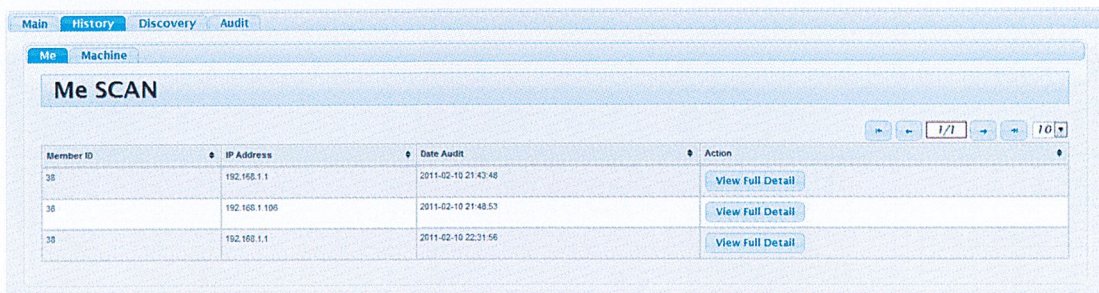 Main History Discovery Audit
Me Machine
Me SCAN
1/1 10
Member ID IP Address Date Audit Action
38 192.168.1.1 2011-02-10 21:43:48 View Full Detail
38 192.168.1.106 2011-02-10 21:48:53 View Full Detail
38 192.168.1.1 2011-02-10 22:31:56 View Full Detail